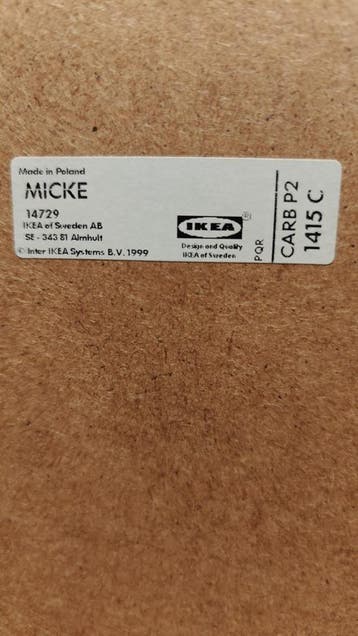 Made in Poland
MICKE
14729
IKEA of Sweden AB
SE - 343 81 Älmhult
© Inter IKEA Systems B.V. 1999
IKEA®
Design and Quality
IKEA of Sweden
PQR
CARB P2
1415 C